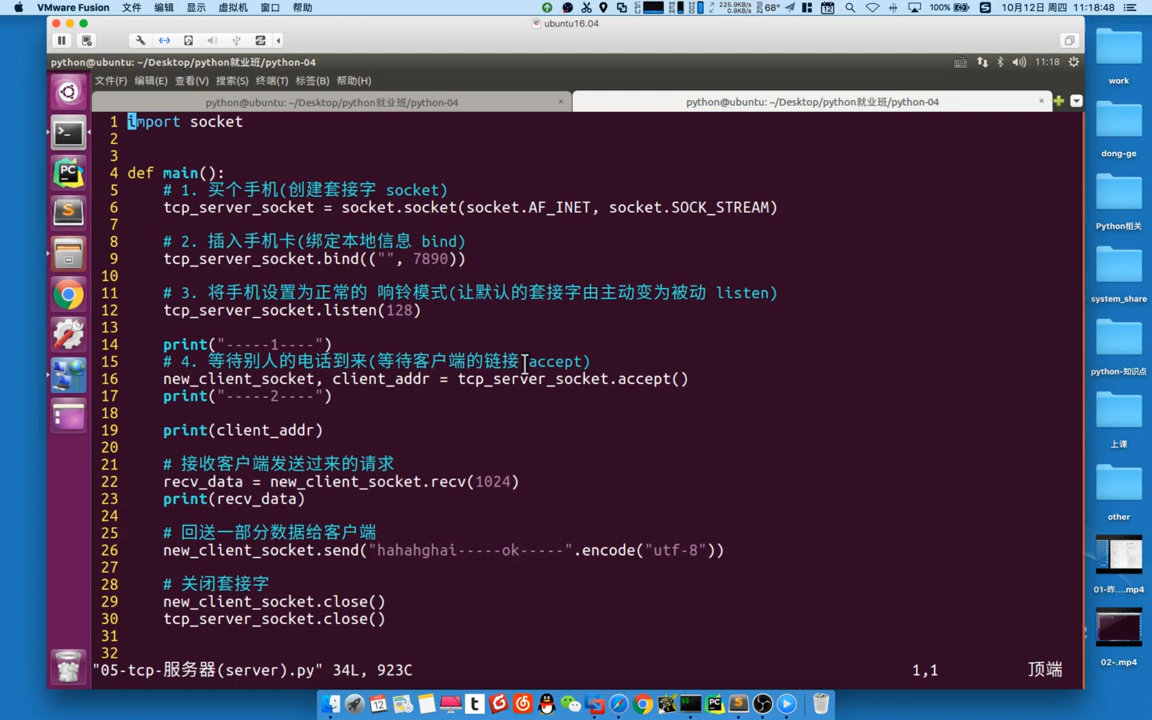 VMware Fusion 文件 编辑 显示 虚拟机 窗口 帮助 225.9KB/s 0.9KB/s 68° 100% 10月12日 周四 11:18:48
ubuntu16.04
python@ubuntu: ~/Desktop/python就业班/python-04 11:18
文件(F) 编辑(E) 查看(V) 搜索(S) 终端(T) 标签(B) 帮助(H)
python@ubuntu: ~/Desktop/python就业班/python-04 × python@ubuntu: ~/Desktop/python就业班/python-04 ×
1 import socket
2
3
4 def main():
5     # 1. 买个手机(创建套接字 socket)
6     tcp_server_socket = socket.socket(socket.AF_INET, socket.SOCK_STREAM)
7
8     # 2. 插入手机卡(绑定本地信息 bind)
9     tcp_server_socket.bind(("", 7890))
10
11     # 3. 将手机设置为正常的 响铃模式(让默认的套接字由主动变为被动 listen)
12     tcp_server_socket.listen(128)
13
14     print("-----1----")
15     # 4. 等待别人的电话到来(等待客户端的链接 accept)
16     new_client_socket, client_addr = tcp_server_socket.accept()
17     print("-----2----")
18
19     print(client_addr)
20
21     # 接收客户端发送过来的请求
22     recv_data = new_client_socket.recv(1024)
23     print(recv_data)
24
25     # 回送一部分数据给客户端
26     new_client_socket.send("hahahghai-----ok-----".encode("utf-8"))
27
28     # 关闭套接字
29     new_client_socket.close()
30     tcp_server_socket.close()
31
32
"05-tcp-服务器(server).py" 34L, 923C 1,1 顶端
work
dong-ge
Python相关
system_share
python-知识点
上课
other
01-昨....mp4
02-.mp4